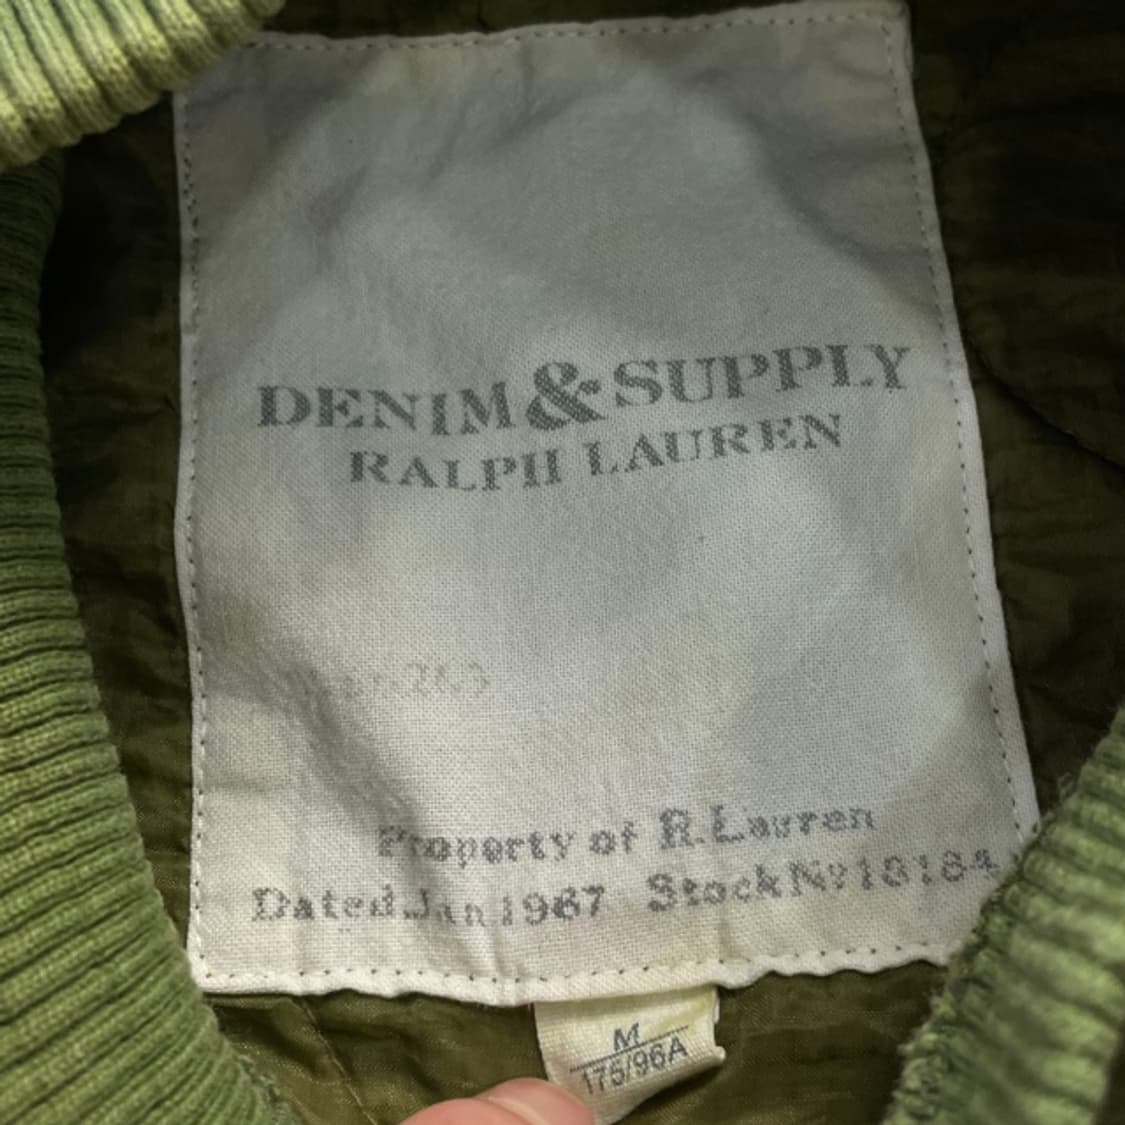 DENIM & SUPPLY
RALPH LAUREN
Property of R. Lauren
Dated Jan 1967 Stock Nº 18184
M
175/96A